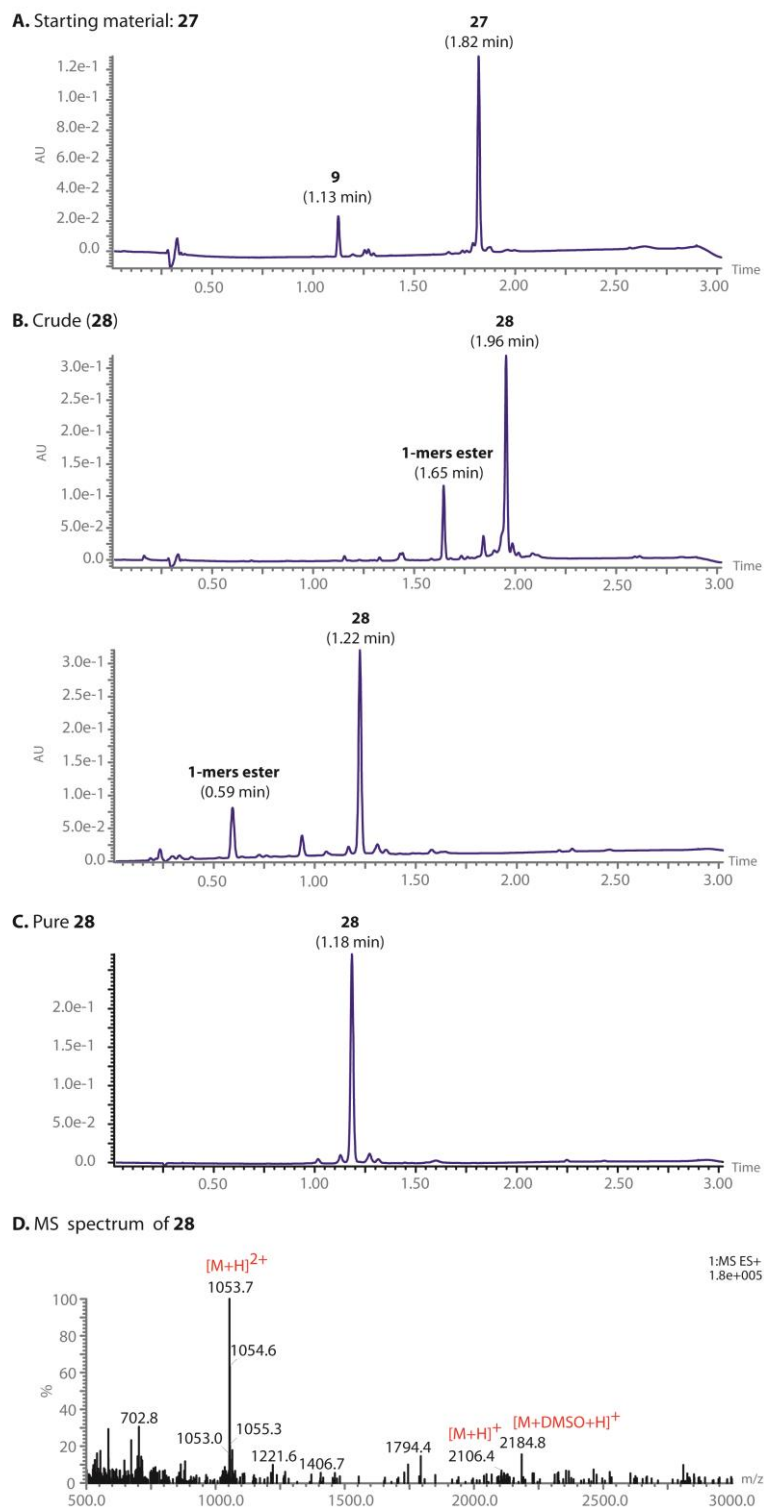 A. Starting material: 27
27
(1.82 min)
9
(1.13 min)
1.2e-1
1.0e-1
8.0e-2
6.0e-2
4.0e-2
2.0e-2
0.0
AU
0.50 1.00 1.50 2.00 2.50 3.00
Time
B. Crude (28)
28
(1.96 min)
1-mers ester
(1.65 min)
3.0e-1
2.5e-1
2.0e-1
1.5e-1
1.0e-1
5.0e-2
0.0
AU
0.50 1.00 1.50 2.00 2.50 3.00
Time
28
(1.22 min)
1-mers ester
(0.59 min)
3.0e-1
2.5e-1
2.0e-1
1.5e-1
1.0e-1
5.0e-2
0.0
AU
0.50 1.00 1.50 2.00 2.50 3.00
Time
C. Pure 28
28
(1.18 min)
2.0e-1
1.5e-1
1.0e-1
5.0e-2
0.0
0.50 1.00 1.50 2.00 2.50 3.00
Time
D. MS spectrum of 28
1:MS ES+
1.8e+005
[M+H]2+
1053.7
1054.6
702.8
1053.0
1055.3
1221.6
1406.7
1794.4
[M+H]+
2106.4
[M+DMSO+H]+
2184.8
100
80
60
40
20
0
%
500.0 1000.0 1500.0 2000.0 2500.0 3000.0
m/z